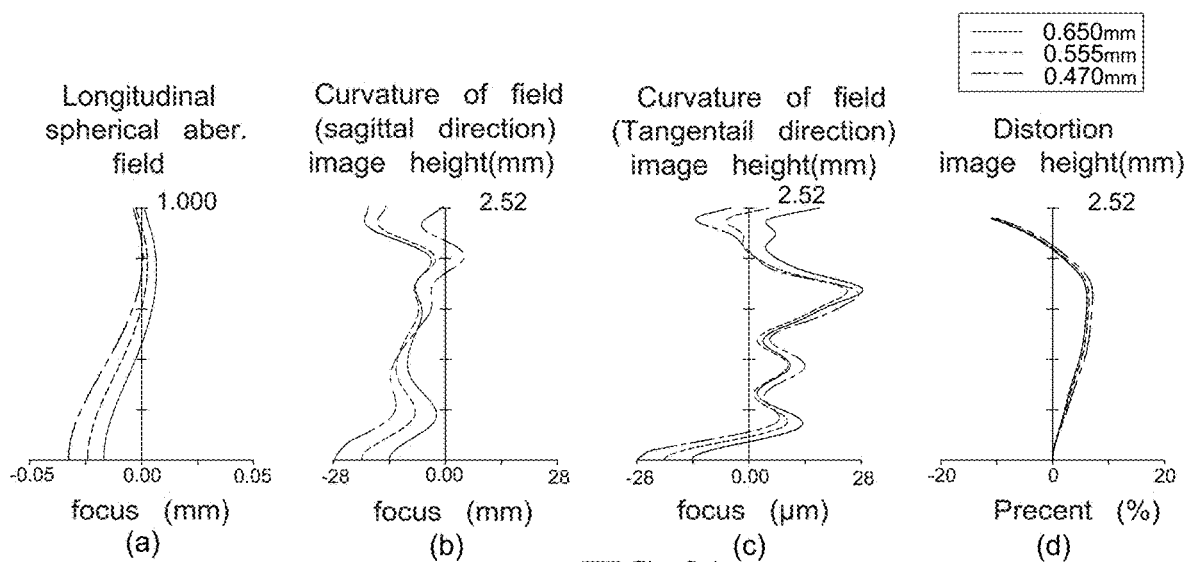 0.650mm
0.555mm
0.470mm
Longitudinal
spherical aber.
field
1.000
-0.05 0.00 0.05
focus (mm)
(a)
Curvature of field
(sagittal direction)
image height(mm)
2.52
-28 0.00 28
focus (mm)
(b)
Curvature of field
(Tangentail direction)
image height(mm)
2.52
-28 0.00 28
focus (µm)
(c)
Distortion
image height(mm)
2.52
-20 0 20
Precent (%)
(d)